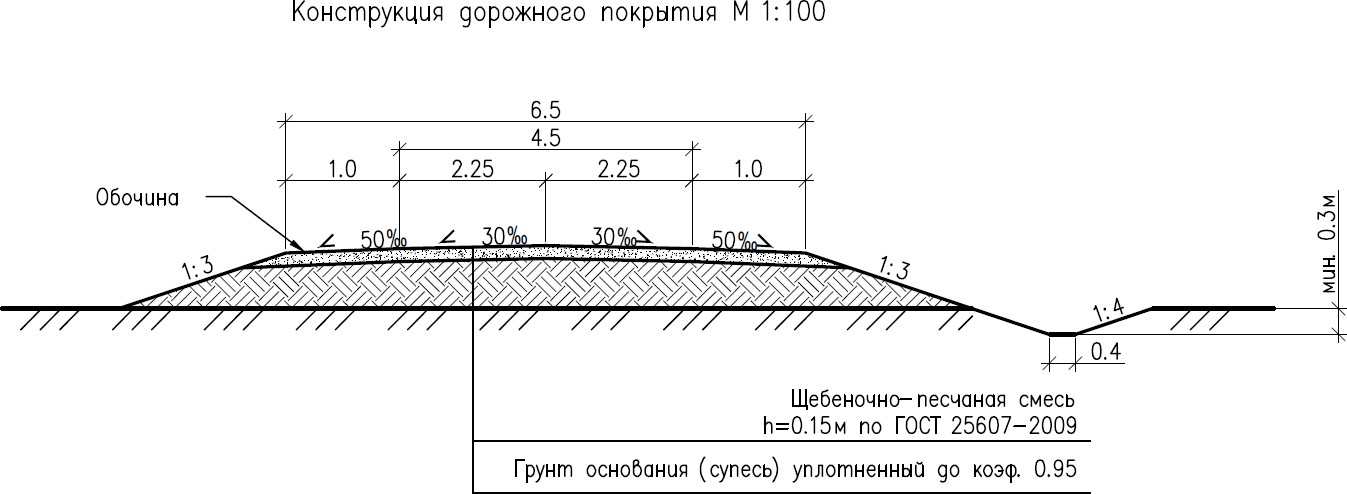 Конструкция дорожного покрытия М 1:100
6.5
4.5
1.0 2.25 2.25 1.0
Обочина
50‰ 30‰ 30‰ 50‰
1:3 1:3
мин. 0.3м
1:4
0.4
Щебеночно-песчаная смесь
h=0.15м по ГОСТ 25607-2009
Грунт основания (супесь) уплотненный до коэф. 0.95